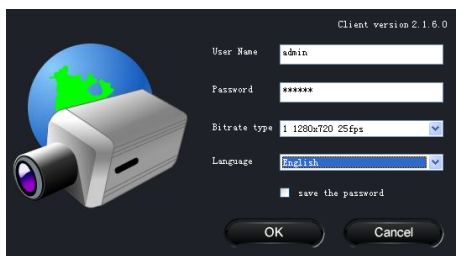 Client version 2.1.6.0
User Name admin
Password ******
Bitrate type 1 1280x720 25fps
Language English
save the password
OK Cancel